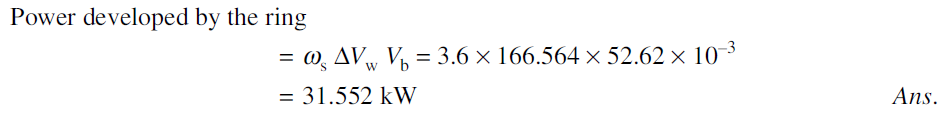 Power developed by the ring
= ωs ΔVw Vb = 3.6 × 166.564 × 52.62 × 10⁻³
= 31.552 kW Ans.